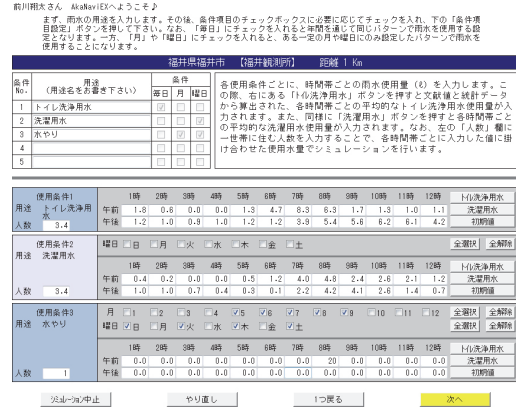 前川翔太さん　AkaNaviEXへようこそ♪
まず、雨水の用途を入力します。その後、条件項目のチェックボックスに必要に応じてチェックを入れ、下の「条件項
目設定」ボタンを押して下さい。なお、「毎日」にチェックを入れると年間を通じて同じパターンで雨水を使用する設
定となります。一方、「月」や「曜日」にチェックを入れると、ある一定の月や曜日にのみ設定したパターンで雨水を
使用することになります。
福井県福井市　【福井観測所】　距離 1 Km
条件No. 用途（用途名をお書き下さい） 条件 毎日 月 曜日
1 トイレ洗浄用水
2 洗濯用水
3 水やり
4
5
各使用条件ごとに、時間帯ごとの雨水使用量（ℓ）を入力します。こ
の際、右にある「トイレ洗浄用水」ボタンを押すと文献値と統計データ
から算出された、各時間帯ごとの平均的なトイレ洗浄用水使用量が入
力されます。また、同様に「洗濯用水」ボタンを押すと各時間帯ごと
の平均的な洗濯用水使用量が入力されます。なお、左の「人数」欄に
一世帯に住む人数を入力することで、各時間帯ごとに入力した値に掛
け合わせた使用水量でシミュレーションを行います。
使用条件1
用途 トイレ洗浄用水
人数 3.4
1時 2時 3時 4時 5時 6時 7時 8時 9時 10時 11時 12時 トイレ洗浄用水
午前 1.8 0.6 0.0 0.0 1.3 4.7 8.3 6.3 1.7 1.3 1.0 1.1 洗濯用水
午後 1.2 1.0 0.9 1.0 1.2 1.2 3.9 5.4 5.6 6.2 6.1 4.2 初期値
使用条件2
用途 洗濯用水
人数 3.4
曜日 日 月 火 水 木 金 土 全選択 全解除
1時 2時 3時 4時 5時 6時 7時 8時 9時 10時 11時 12時 トイレ洗浄用水
午前 0.4 0.2 0.0 0.0 0.5 1.2 4.0 4.8 2.4 2.6 2.1 1.2 洗濯用水
午後 1.0 1.0 0.7 0.4 0.3 0.1 2.2 4.2 4.1 2.6 1.4 0.7 初期値
使用条件3
用途 水やり
人数 1
月 1 2 3 4 5 6 7 8 9 10 11 12 全選択 全解除
曜日 日 月 火 水 木 金 土 全選択 全解除
1時 2時 3時 4時 5時 6時 7時 8時 9時 10時 11時 12時 トイレ洗浄用水
午前 0.0 0.0 0.0 0.0 0.0 0.0 0.0 20 0.0 0.0 0.0 0.0 洗濯用水
午後 0.0 0.0 0.0 0.0 0.0 0.0 0.0 0.0 0.0 0.0 0.0 0.0 初期値
シミュレーション中止 やり直し 1つ戻る 次へ